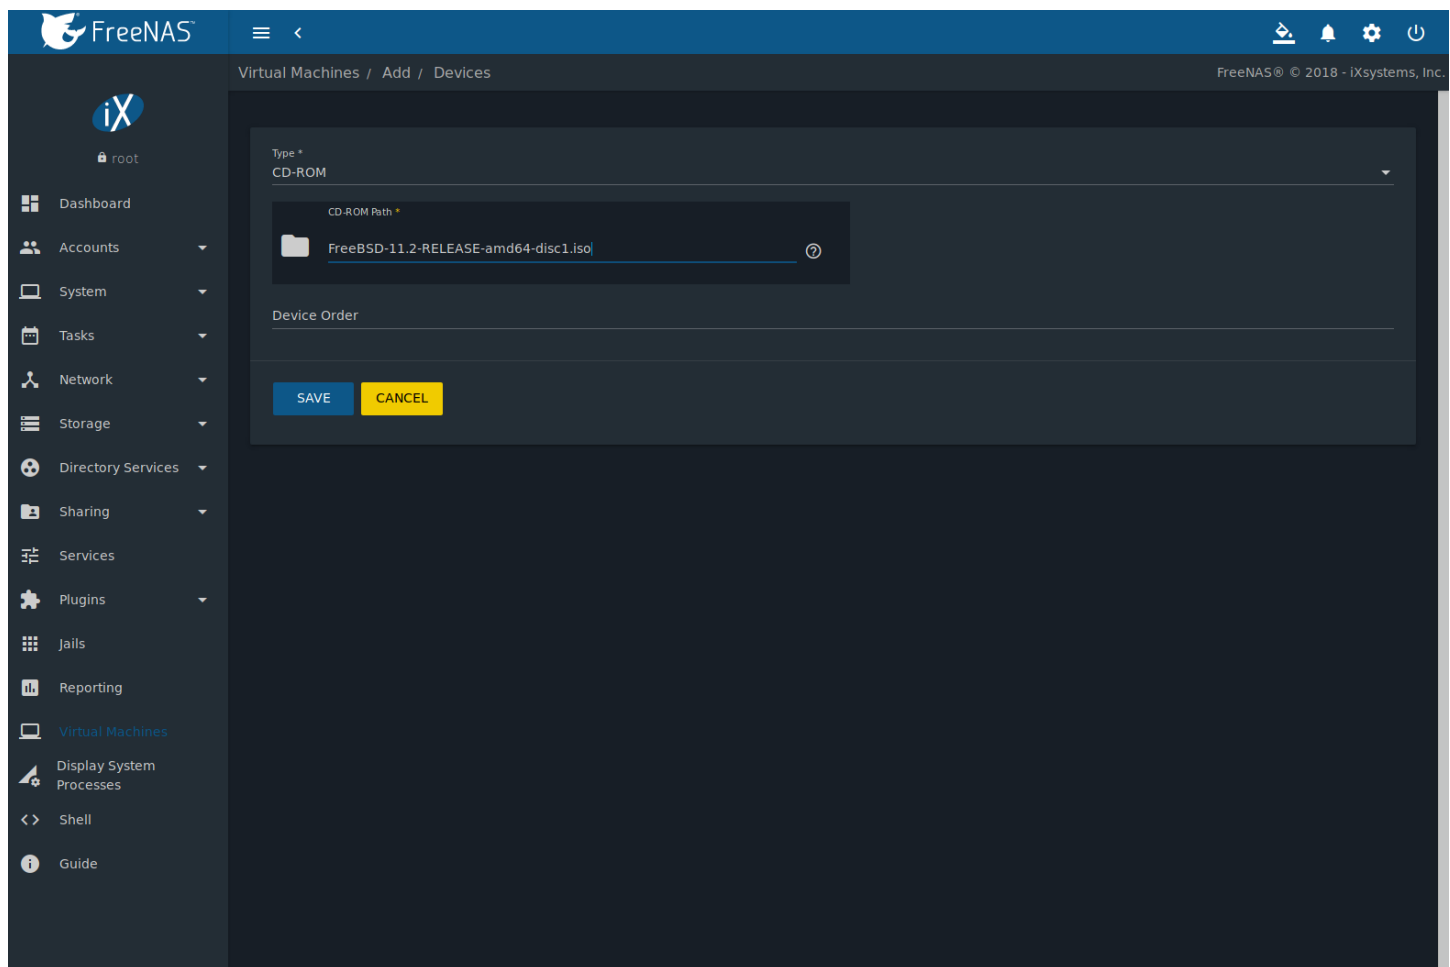 FreeNAS™
Virtual Machines / Add / Devices
FreeNAS® © 2018 - iXsystems, Inc.
iX
root
Dashboard
Accounts
System
Tasks
Network
Storage
Directory Services
Sharing
Services
Plugins
Jails
Reporting
Virtual Machines
Display System
Processes
Shell
Guide
Type *
CD-ROM
CD-ROM Path *
FreeBSD-11.2-RELEASE-amd64-disc1.iso
Device Order
SAVE
CANCEL